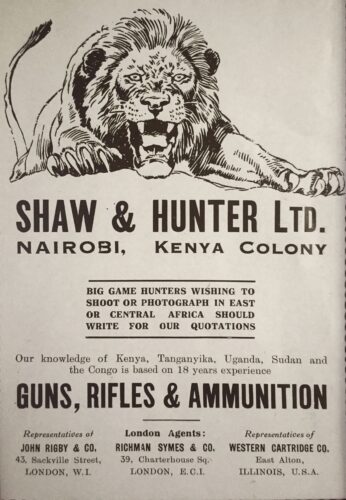 SHAW & HUNTER LTD.
NAIROBI, KENYA COLONY
BIG GAME HUNTERS WISHING TO
SHOOT OR PHOTOGRAPH IN EAST
OR CENTRAL AFRICA SHOULD
WRITE FOR OUR QUOTATIONS
Our knowledge of Kenya, Tanganyika, Uganda, Sudan and
the Congo is based on 18 years experience
GUNS, RIFLES & AMMUNITION
Representatives of
JOHN RIGBY & CO.
43, Sackville Street,
LONDON, W.I.
London Agents:
RICHMAN SYMES & CO.
39, Charterhouse Sq.
LONDON, E.C.I.
Representatives of
WESTERN CARTRIDGE CO.
East Alton,
ILLINOIS, U.S.A.